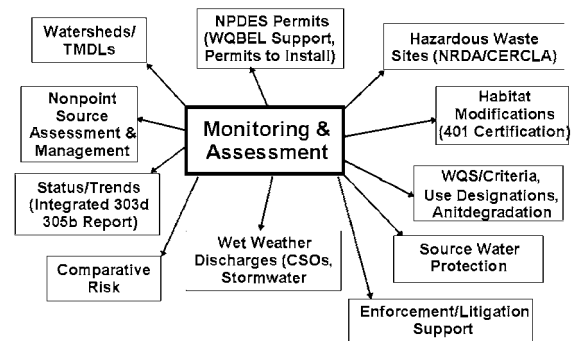 Watersheds/
TMDLs
NPDES Permits
(WQBEL Support,
Permits to Install)
Hazardous Waste
Sites (NRDA/CERCLA)
Nonpoint
Source
Assessment &
Management
Monitoring &
Assessment
Habitat
Modifications
(401 Certification)
Status/Trends
(Integrated 303d
305b Report)
WQS/Criteria,
Use Designations,
Anitdegradation
Comparative
Risk
Wet Weather
Discharges (CSOs,
Stormwater
Source Water
Protection
Enforcement/Litigation
Support